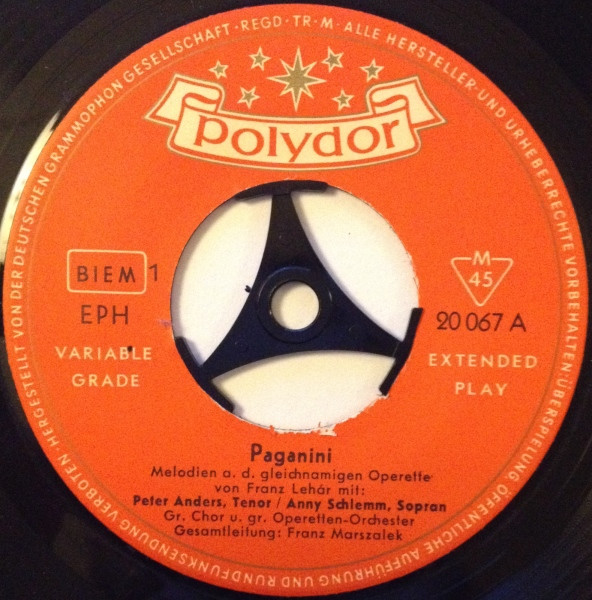 HERGESTELLT VON DER DEUTSCHEN GRAMMOPHON GESELLSCHAFT · REGD · TR · M · ALLE HERSTELLER- UND URHEBERRECHTE VORBEHALTEN: ÜBERSPIELUNG ÖFFENTLICHE AUFFÜHRUNG UND RUNDFUNKSENDUNG VERBOTEN ·
polydor
BIEM 1
M
45
EPH
20 067 A
VARIABLE
GRADE
EXTENDED
PLAY
Paganini
Melodien a. d. gleichnamigen Operette
von Franz Lehár mit:
Peter Anders, Tenor / Anny Schlemm, Sopran
Gr. Chor u. gr. Operetten-Orchester
Gesamtleitung: Franz Marszalek